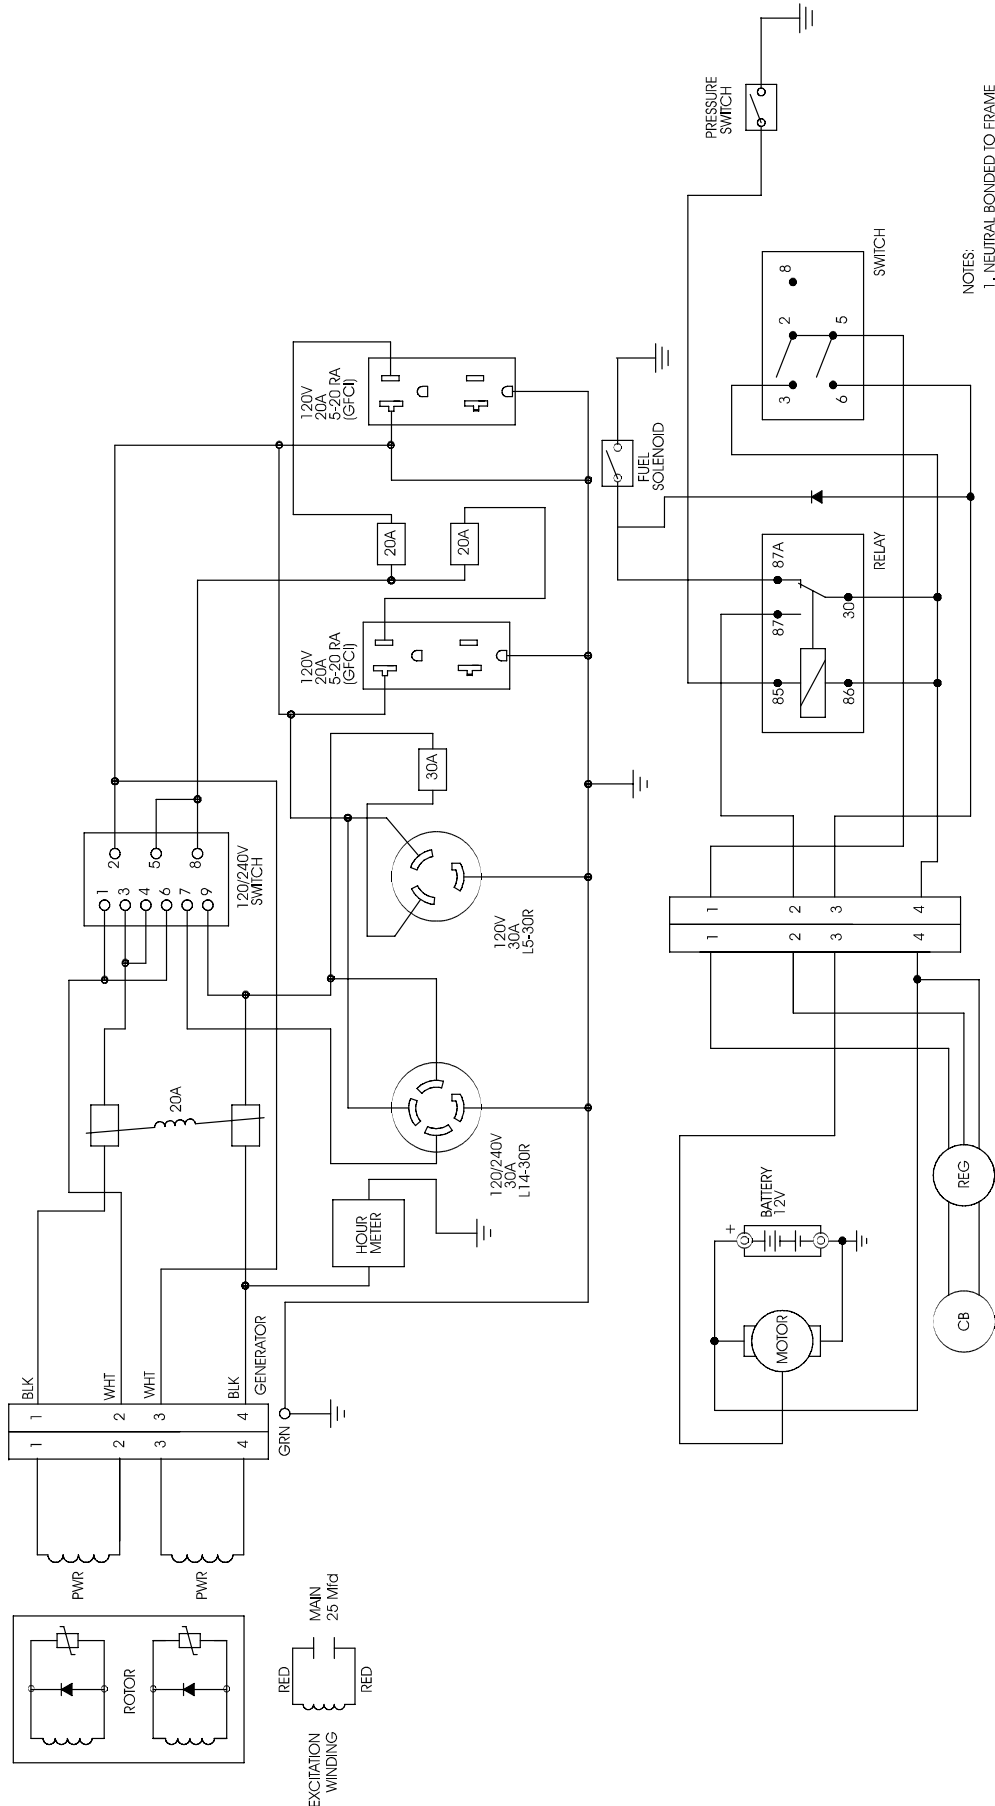 ROTOR
EXCITATION
WINDING
RED
RED
MAIN
25 Mfd
PWR
PWR
1
2
3
4
1
2
3
4
BLK
WHT
WHT
BLK
GENERATOR
GRN
HOUR
METER
20A
120/240V
30A
L14-30R
120V
30A
L5-30R
30A
1
3
4
6
7
9
2
5
8
120/240V
SWITCH
120V
20A
5-20 RA
(GFCI)
20A
20A
120V
20A
5-20 RA
(GFCI)
MOTOR
+
BATTERY
12V
CB
REG
1
2
3
4
1
2
3
4
85
86
87
87A
30
RELAY
FUEL
SOLENOID
3
2
8
6
5
SWITCH
PRESSURE
SWITCH
NOTES:
1. NEUTRAL BONDED TO FRAME